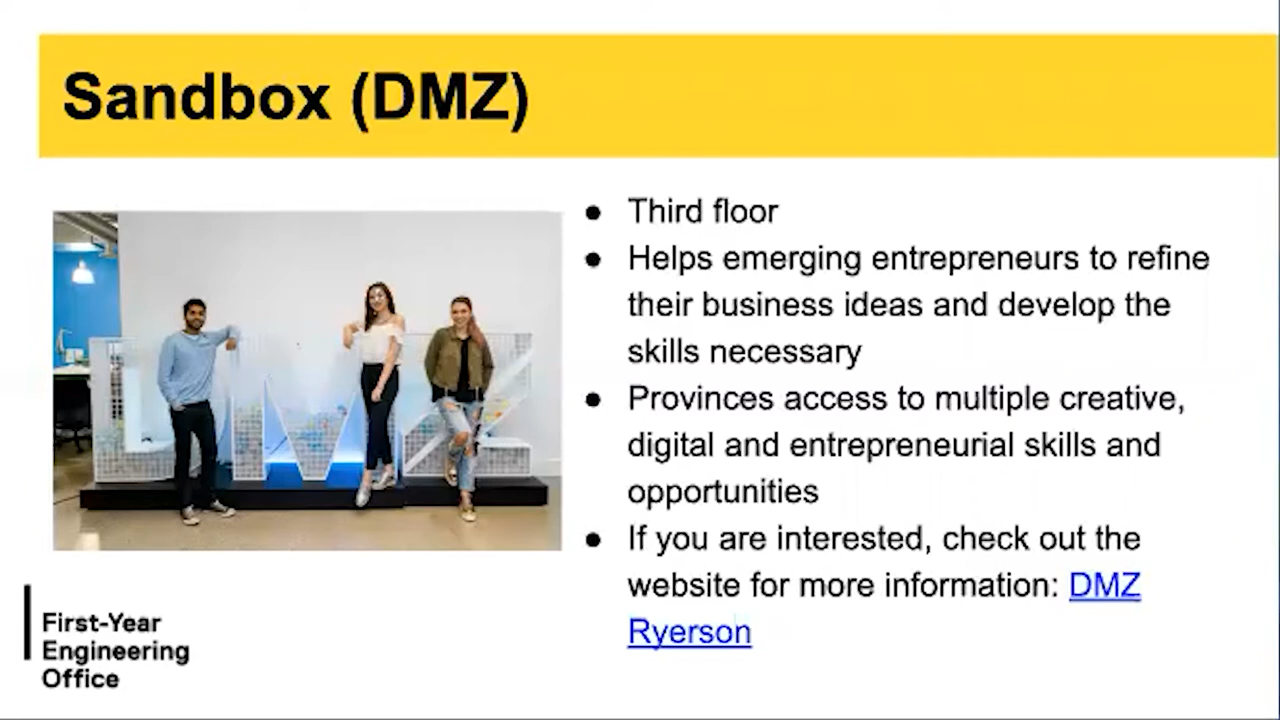 Sandbox (DMZ)
DMZ
● Third floor
● Helps emerging entrepreneurs to refine
their business ideas and develop the
skills necessary
● Provinces access to multiple creative,
digital and entrepreneurial skills and
opportunities
● If you are interested, check out the
website for more information: DMZ
Ryerson
First-Year
Engineering
Office